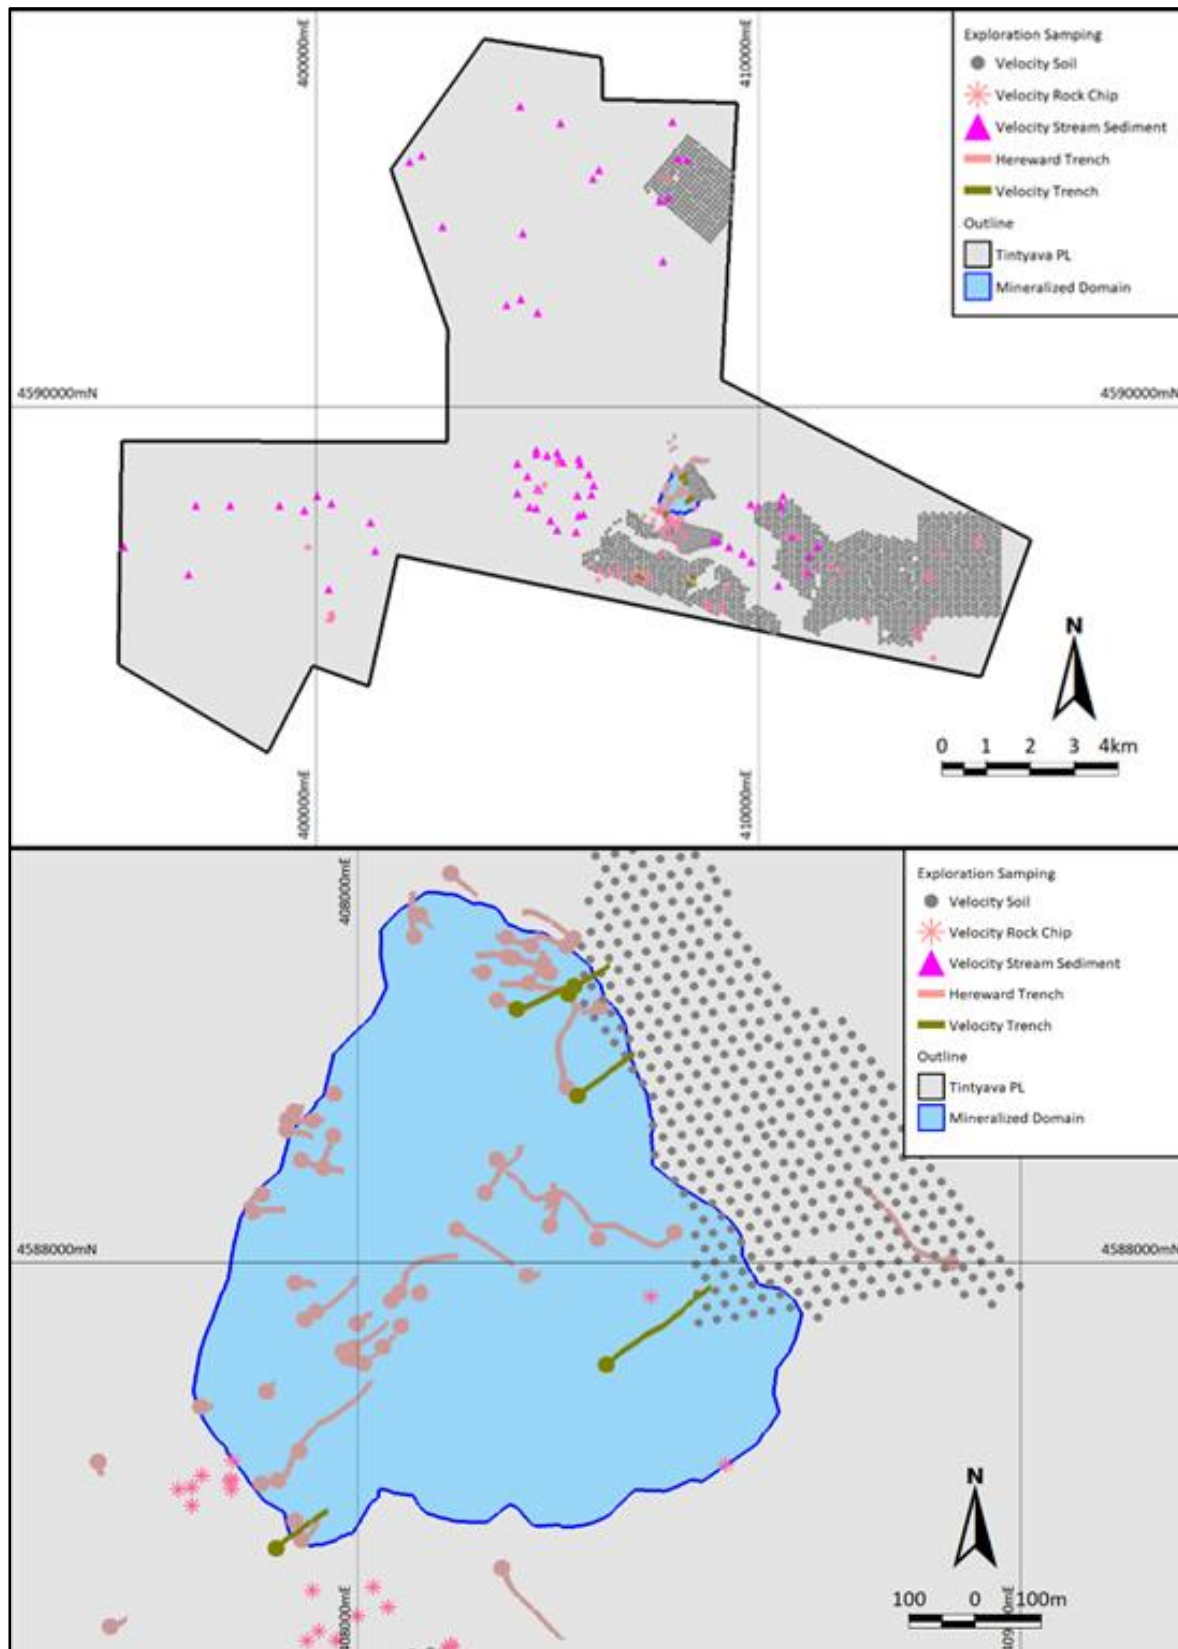 400000mE
410000mE
Exploration Samping
Velocity Soil
Velocity Rock Chip
Velocity Stream Sediment
Hereward Trench
Velocity Trench
Outline
Tintyava PL
Mineralized Domain
4590000mN
4590000mN
N
0 1 2 3 4km
400000mE
410000mE
408000mE
Exploration Samping
Velocity Soil
Velocity Rock Chip
Velocity Stream Sediment
Hereward Trench
Velocity Trench
Outline
Tintyava PL
Mineralized Domain
4588000mN
4588000mN
N
100 0 100m
408000mE